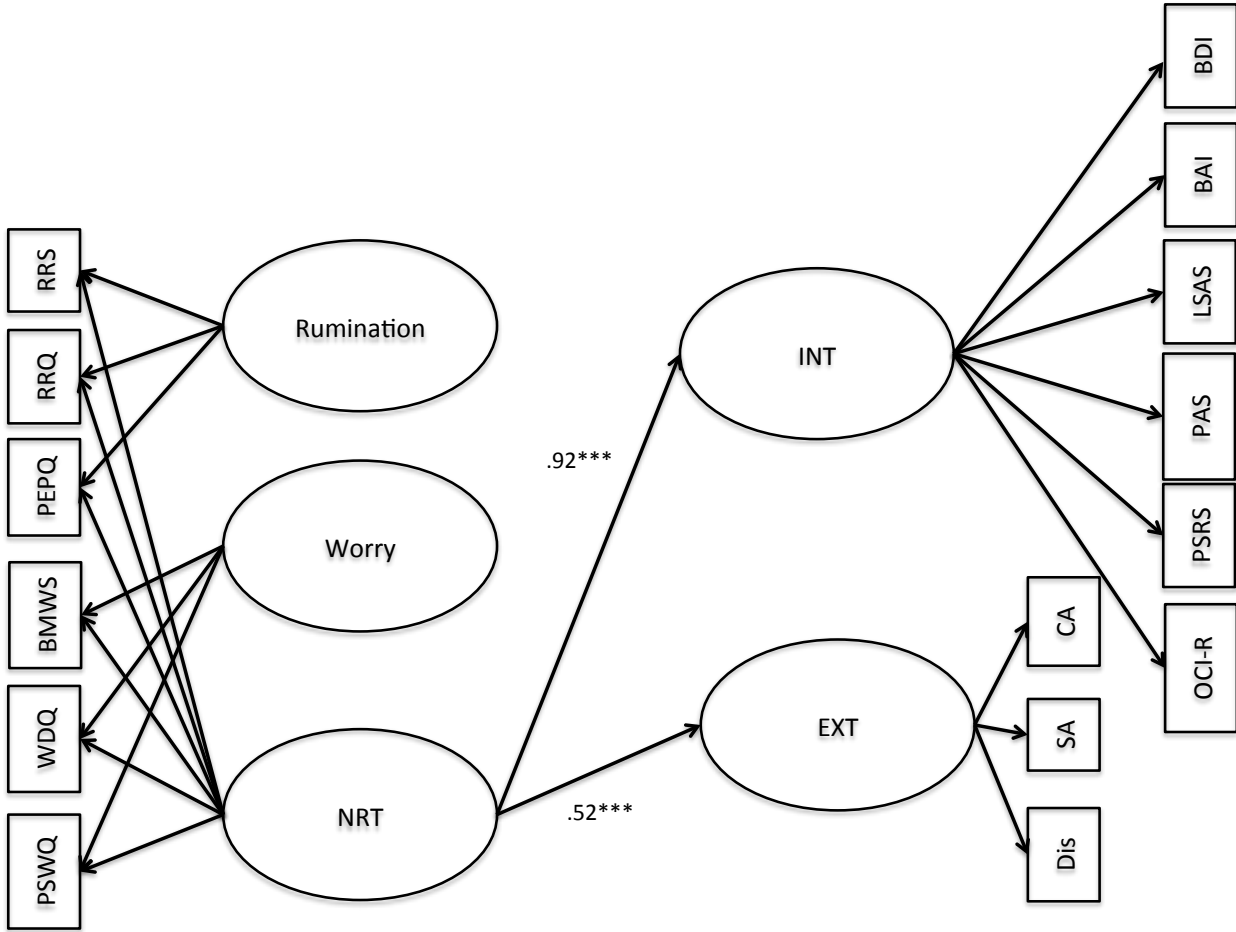 RRS
RRQ
PEPQ
BMWS
WDQ
PSWQ
Rumination
Worry
NRT
.92***
.52***
INT
EXT
CA
SA
Dis
BDI
BAI
LSAS
PAS
PSRS
OCI-R